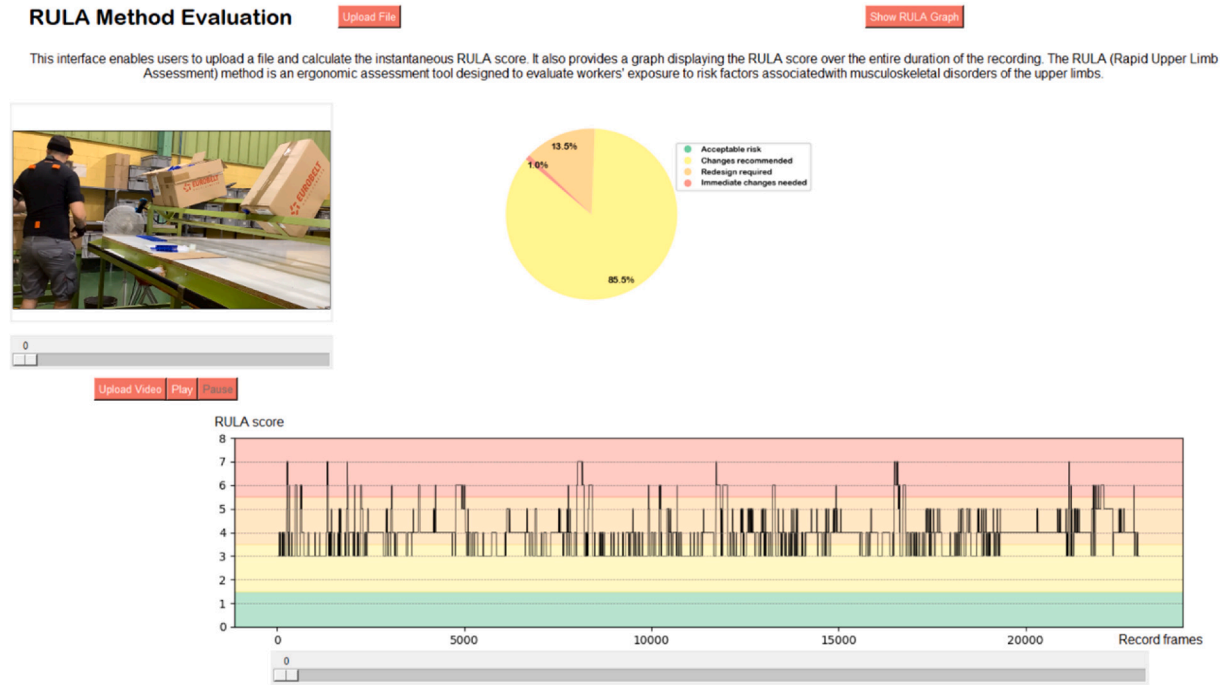 RULA Method Evaluation
Upload File
Show RULA Graph
This interface enables users to upload a file and calculate the instantaneous RULA score. It also provides a graph displaying the RULA score over the entire duration of the recording. The RULA (Rapid Upper Limb
Assessment) method is an ergonomic assessment tool designed to evaluate workers' exposure to risk factors associatedwith musculoskeletal disorders of the upper limbs.
EUROBELT
EUROBELT
13.5%
1.0%
85.5%
Acceptable risk
Changes recommended
Redesign required
Immediate changes needed
0
Upload Video
Play
Pause
RULA score
8
7
6
5
4
3
2
1
0
0
5000
10000
15000
20000
Record frames
0